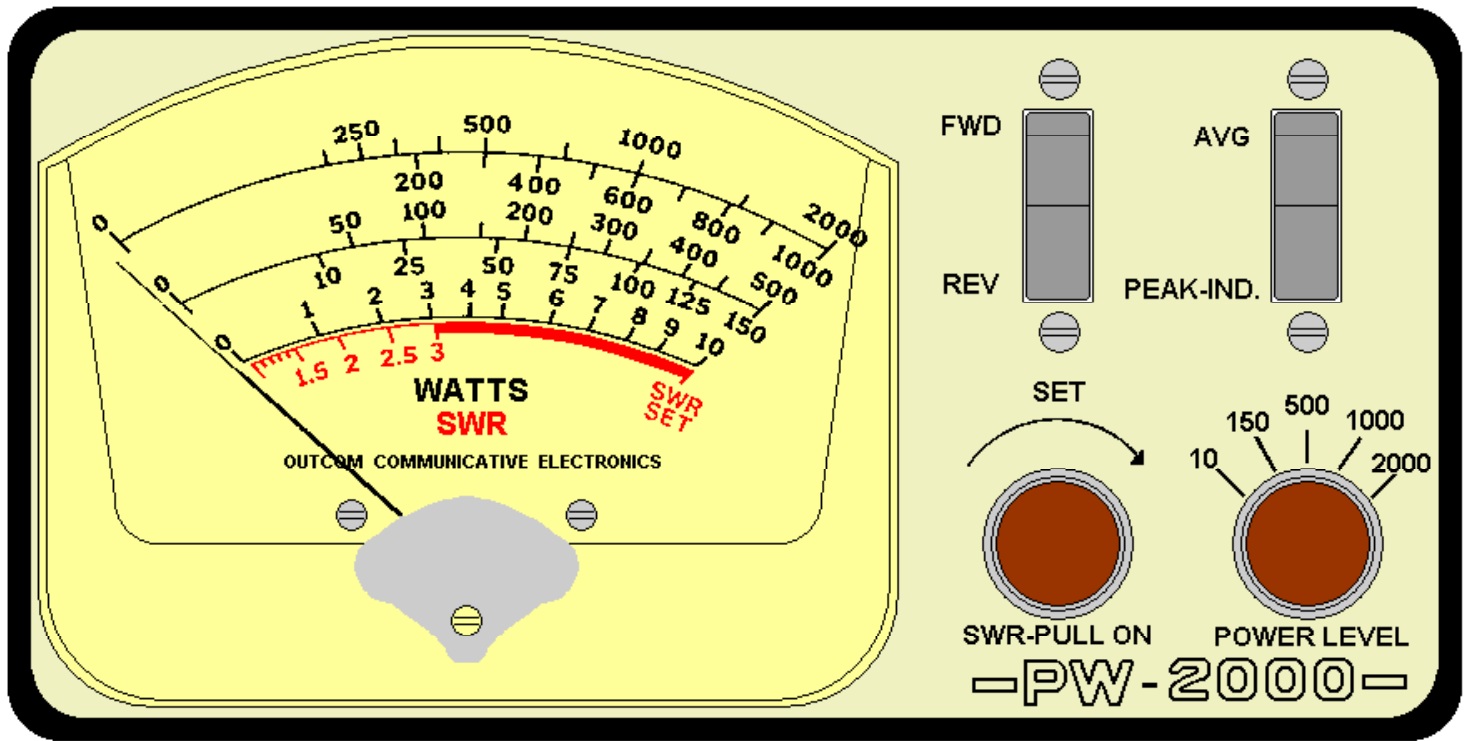 0 250 500 1000 2000
200 400 600 800 1000
0 50 100 200 300 400 500
10 25 50 75 100 125 150
0 1 2 3 4 5 6 7 8 9 10
1.5 2 2.5 3 SWR
SET
WATTS
SWR
OUTCOM COMMUNICATIVE ELECTRONICS
FWD
REV
AVG
PEAK-IND.
SET
SWR-PULL ON
10 150 500 1000 2000
POWER LEVEL
-PW-2000-